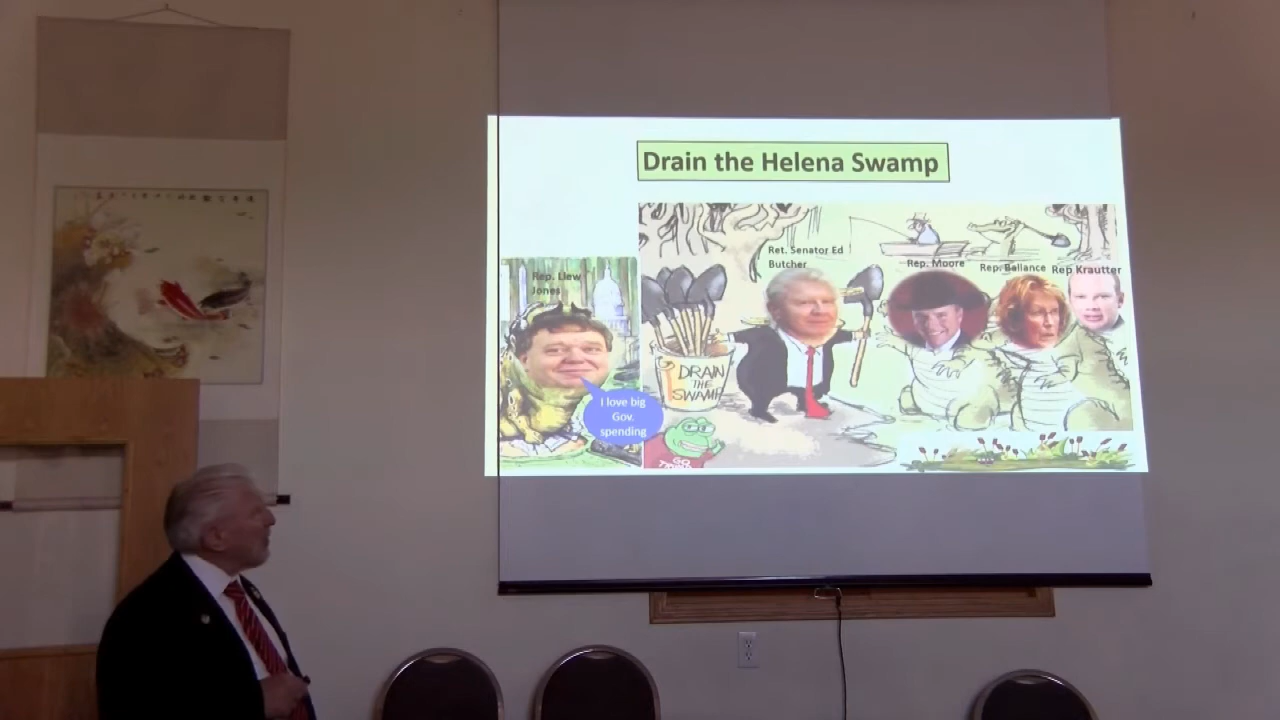 Drain the Helena Swamp
Ret. Senator Ed
Butcher
Rep. Moore
Rep. Ballance
Rep Krautter
Rep. Llew
Jones
DRAIN
THE
SWAMP
I love big
Gov.
spending
GO